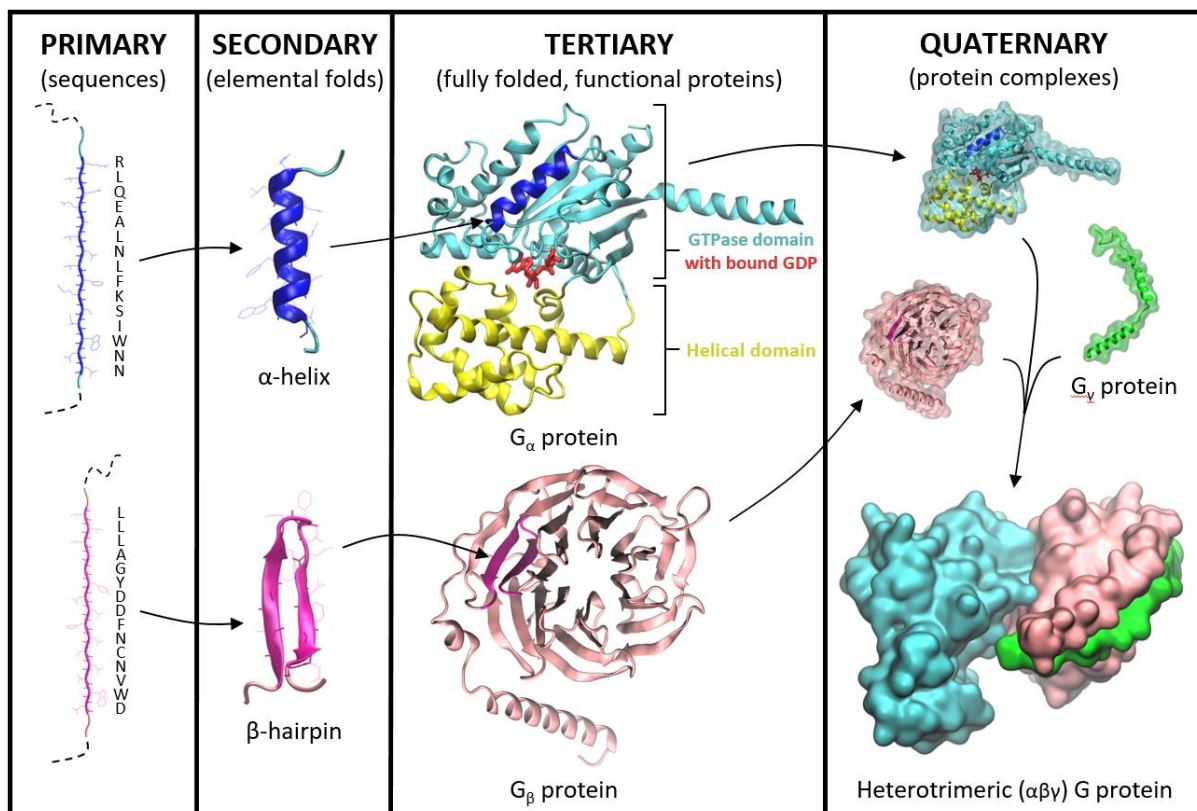 PRIMARY
(sequences)
R
L
Q
E
A
L
N
L
F
K
S
I
W
N
N
L
L
L
A
G
Y
D
D
F
N
C
N
V
W
D
SECONDARY
(elemental folds)
α-helix
β-hairpin
TERTIARY
(fully folded, functional proteins)
GTPase domain
with bound GDP
Helical domain
Gα protein
Gβ protein
QUATERNARY
(protein complexes)
Gγ protein
Heterotrimeric (αβγ) G protein